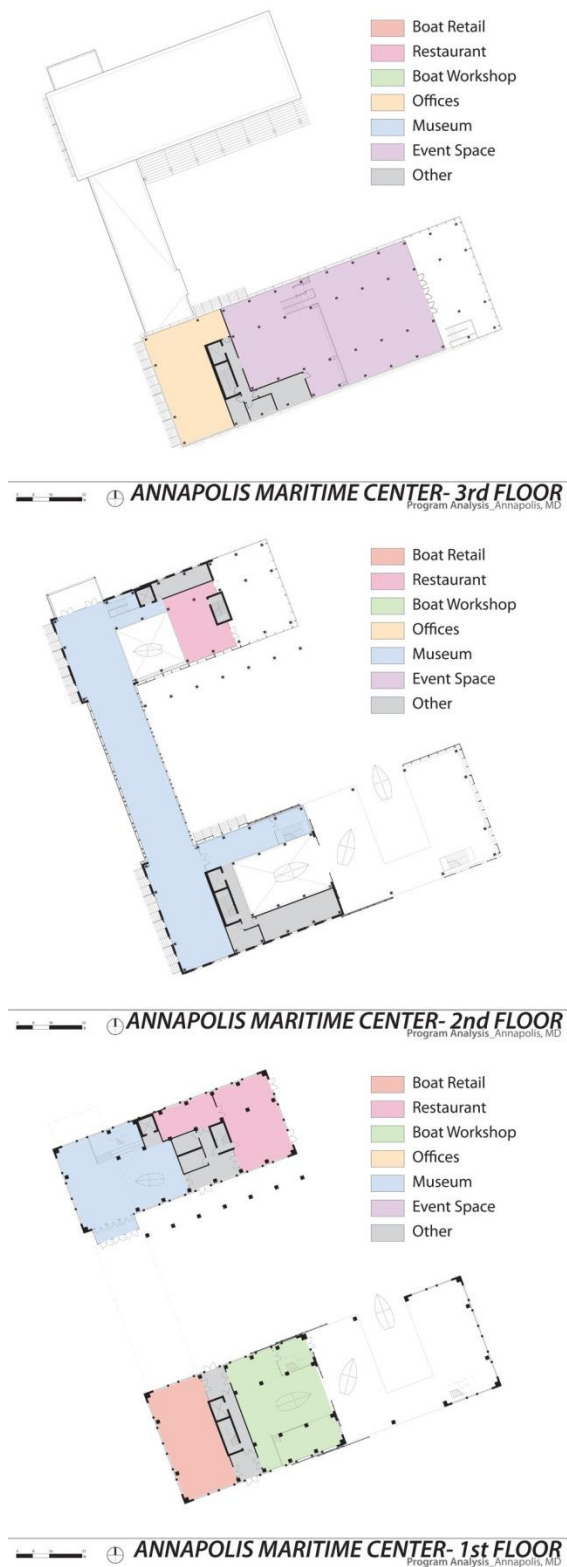 Boat Retail
Restaurant
Boat Workshop
Offices
Museum
Event Space
Other
ANNAPOLIS MARITIME CENTER- 3rd FLOOR
Program Analysis_Annapolis, MD
Boat Retail
Restaurant
Boat Workshop
Offices
Museum
Event Space
Other
ANNAPOLIS MARITIME CENTER- 2nd FLOOR
Program Analysis_Annapolis, MD
Boat Retail
Restaurant
Boat Workshop
Offices
Museum
Event Space
Other
ANNAPOLIS MARITIME CENTER- 1st FLOOR
Program Analysis_Annapolis, MD